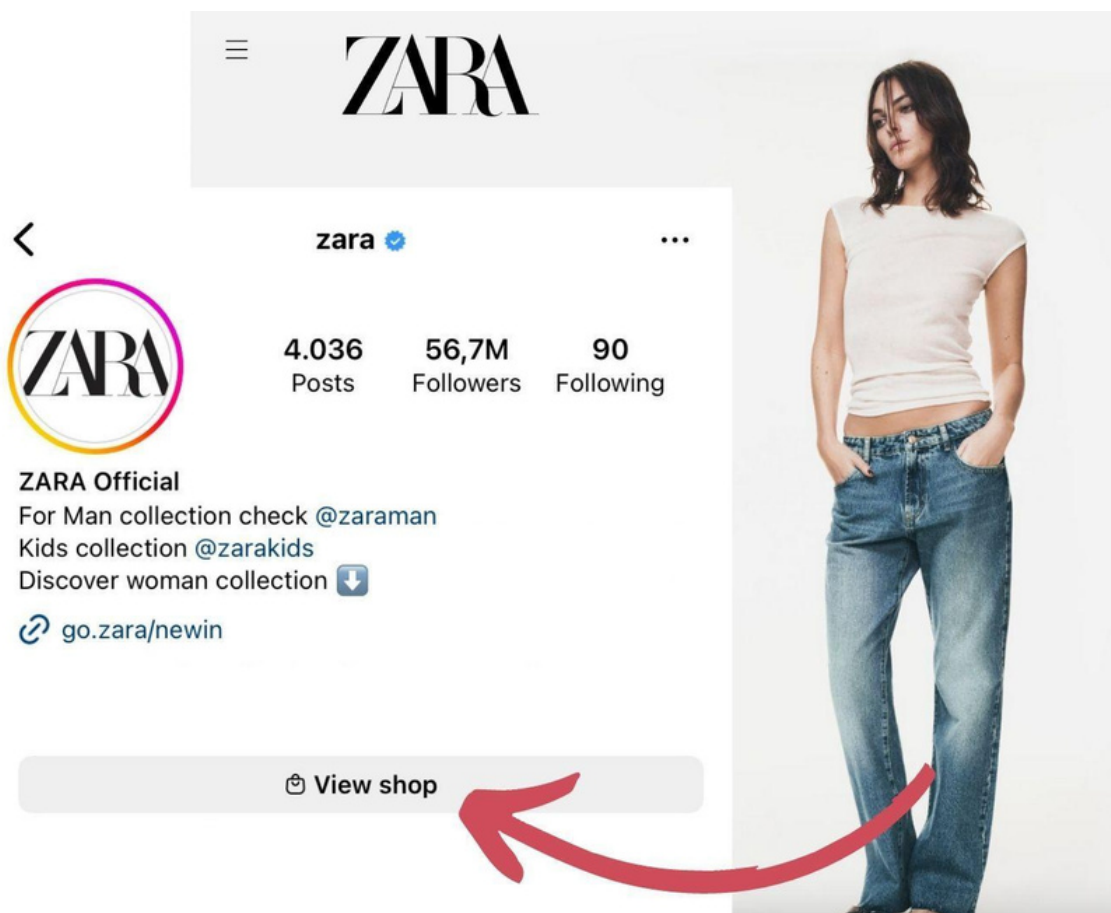 ZARA
zara
ZARA
4.036 56,7M 90
Posts Followers Following
ZARA Official
For Man collection check @zaraman
Kids collection @zarakids
Discover woman collection ⬇️
go.zara/newin
View shop